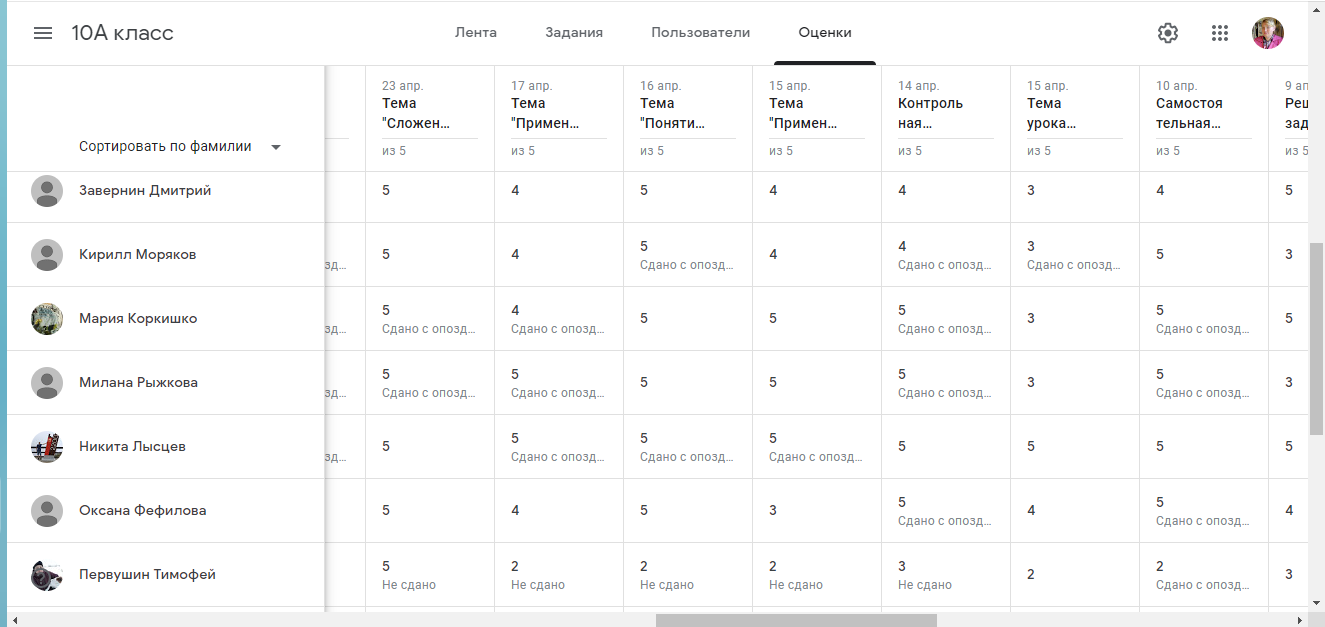 10А класс
Лента Задания Пользователи Оценки
23 апр. 17 апр. 16 апр. 15 апр. 14 апр. 15 апр. 10 апр. 9 ап
Тема Тема Тема Тема Контроль Тема Самостоя Реш
"Сложен... "Примен... "Поняти... "Примен... ная... урока... тельная... зад
Сортировать по фамилии
из 5 из 5 из 5 из 5 из 5 из 5 из 5 из 5
Завернин Дмитрий 5 4 5 4 4 3 4 5
Кирилл Моряков 5 4 5 4 4 3 5 3
зд... Сдано с опозд... Сдано с опозд... Сдано с опозд...
Мария Коркишко 5 4 5 5 5 3 5 5
зд... Сдано с опозд... Сдано с опозд... Сдано с опозд... Сдано с опозд...
Милана Рыжкова 5 5 5 5 5 3 5 3
зд... Сдано с опозд... Сдано с опозд... Сдано с опозд... Сдано с опозд...
Никита Лысцев 5 5 5 5 5 5 5 5
зд... Сдано с опозд... Сдано с опозд... Сдано с опозд...
Оксана Фефилова 5 4 5 3 5 4 5 4
Сдано с опозд... Сдано с опозд...
Первушин Тимофей 5 2 2 2 3 2 2 3
Не сдано Не сдано Не сдано Не сдано Не сдано Сдано с опозд...